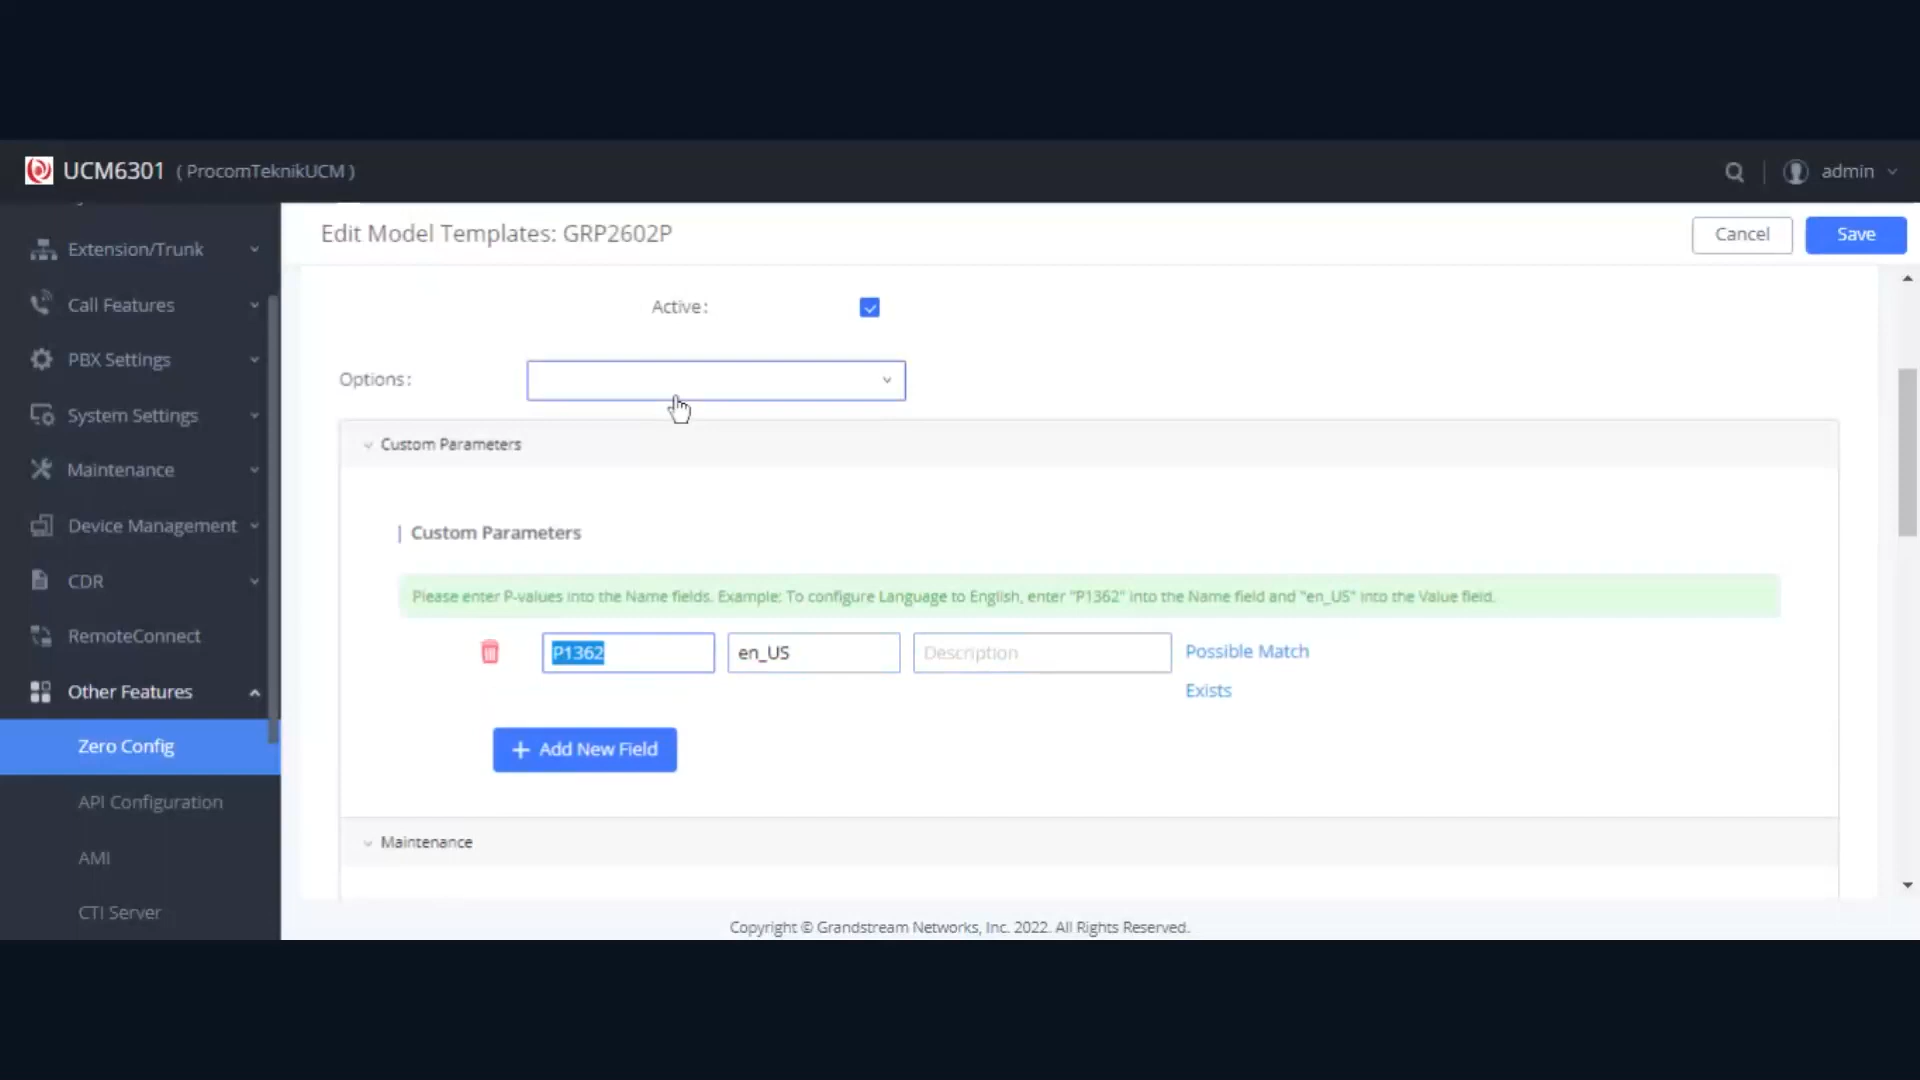 UCM6301 ( ProcomTeknikUCM )
admin
Extension/Trunk
Call Features
PBX Settings
System Settings
Maintenance
Device Management
CDR
RemoteConnect
Other Features
Zero Config
API Configuration
AMI
CTI Server
Edit Model Templates: GRP2602P
Cancel
Save
Active:
Options:
Custom Parameters
Custom Parameters
Please enter P-values into the Name fields. Example: To configure Language to English, enter "P1362" into the Name field and "en_US" into the Value field.
P1362
en_US
Description
Possible Match
Exists
+ Add New Field
Maintenance
Copyright © Grandstream Networks, Inc. 2022. All Rights Reserved.